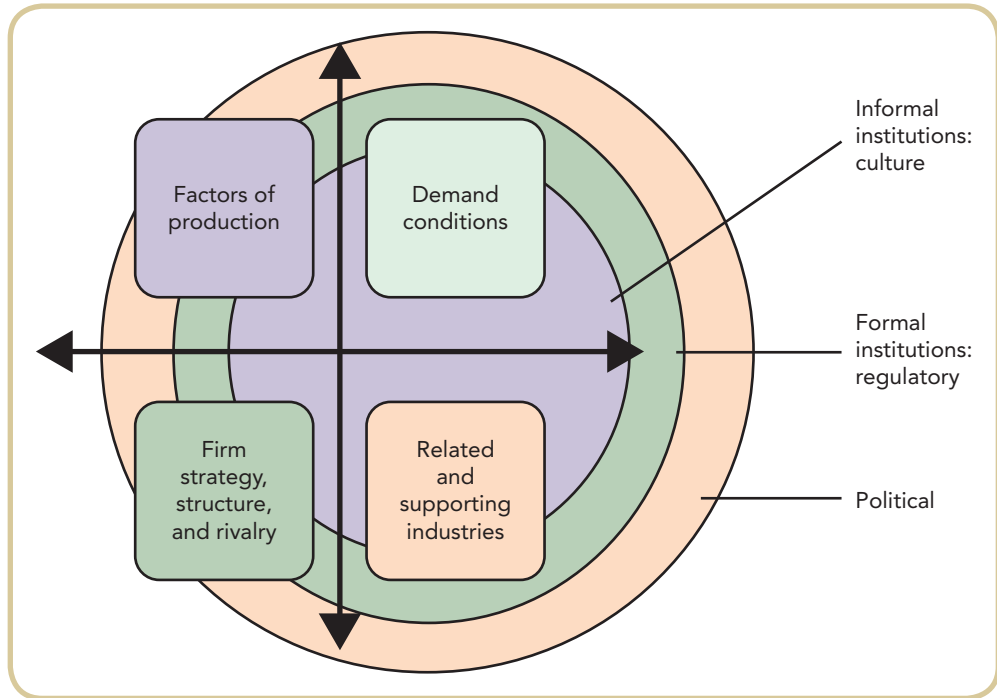 Factors of
production
Demand
conditions
Firm
strategy,
structure,
and rivalry
Related
and
supporting
industries
Informal
institutions:
culture
Formal
institutions:
regulatory
Political